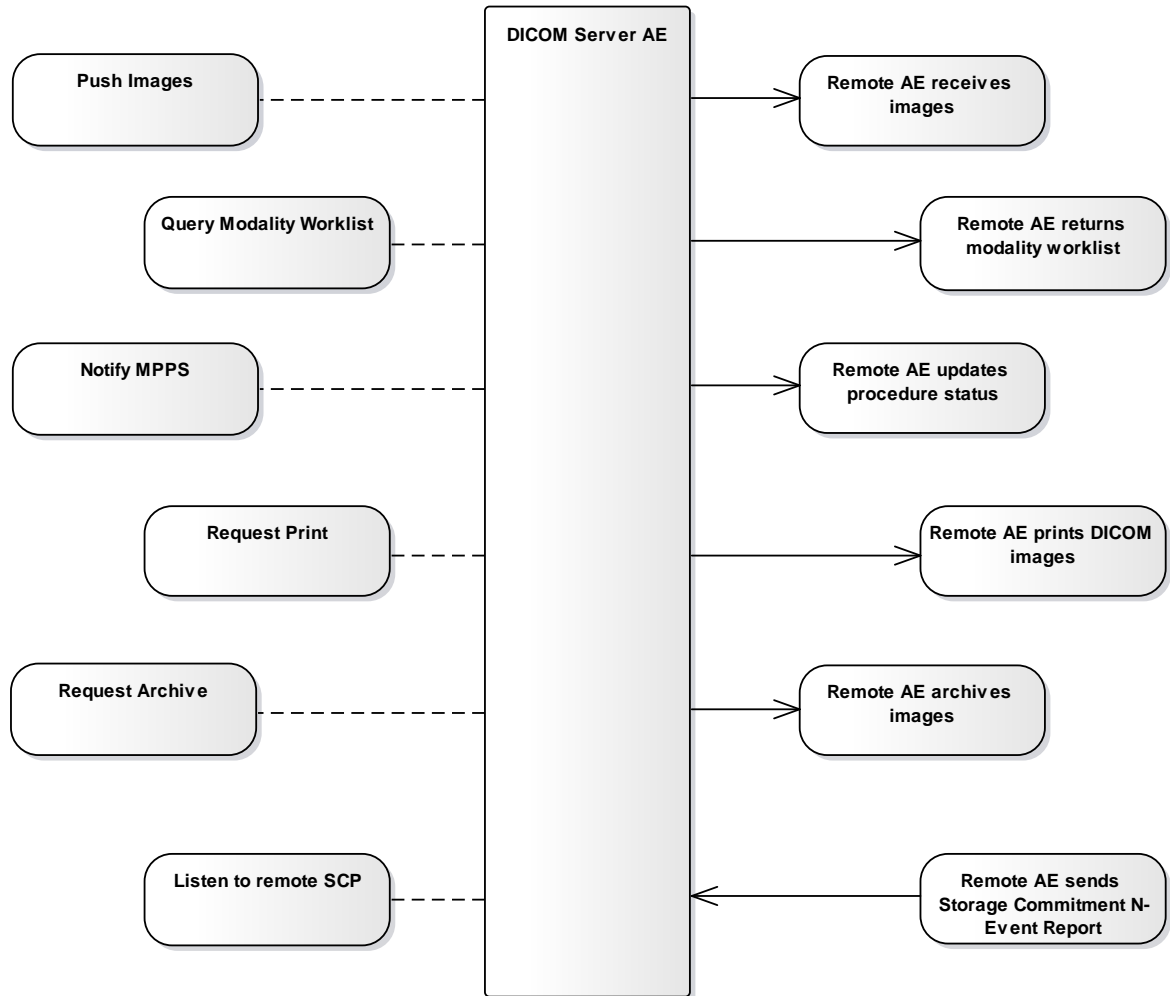 DICOM Server AE
Push Images
Remote AE receives
images
Query Modality Worklist
Remote AE returns
modality worklist
Notify MPPS
Remote AE updates
procedure status
Request Print
Remote AE prints DICOM
images
Request Archive
Remote AE archives
images
Listen to remote SCP
Remote AE sends
Storage Commitment N-
Event Report